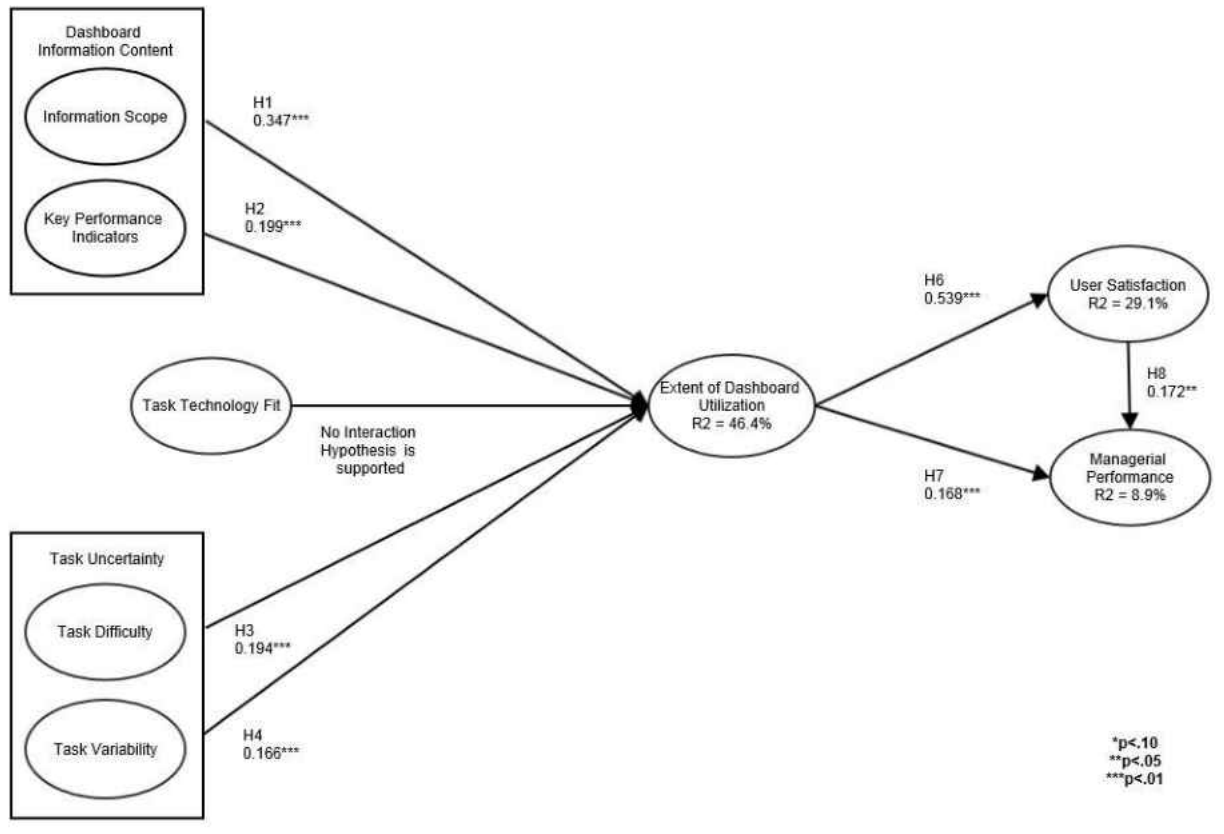 Dashboard
Information Content
Information Scope
Key Performance
Indicators
H1
0.347***
H2
0.199***
Task Technology Fit
No Interaction
Hypothesis is
supported
Extent of Dashboard
Utilization
R2 = 46.4%
H6
0.539***
User Satisfaction
R2 = 29.1%
H8
0.172**
H7
0.168***
Managerial
Performance
R2 = 8.9%
Task Uncertainty
Task Difficulty
Task Variability
H3
0.194***
H4
0.166***
*p<.10
**p<.05
***p<.01